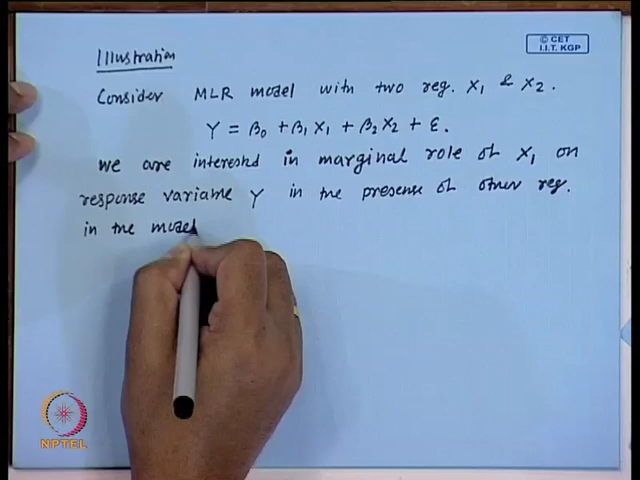 Illustration
© CET
I.I.T. KGP
Consider MLR model with two reg. X1 & X2.
Y = β0 + β1 X1 + β2 X2 + ε.
we are interested in marginal role of X1 on
response variable Y in the presense of other reg.
in the model
NPTEL